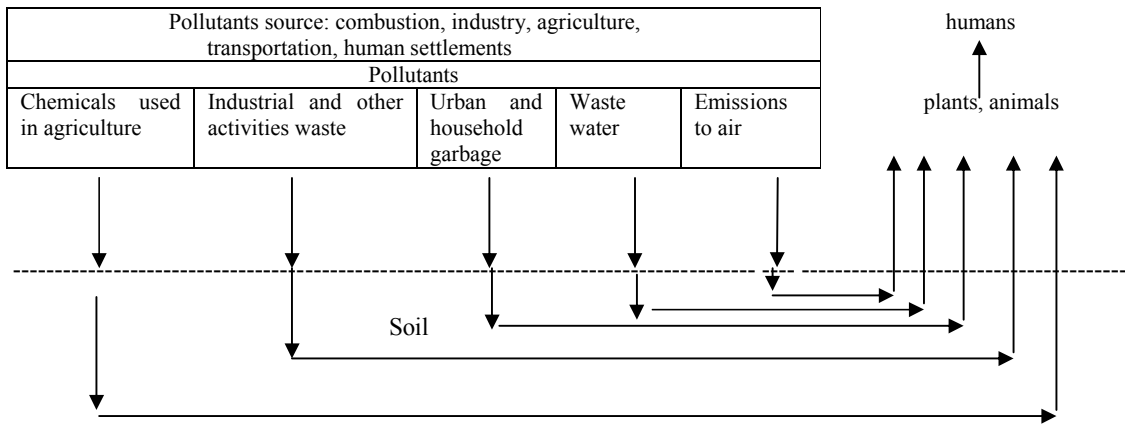 Pollutants source: combustion, industry, agriculture,
transportation, human settlements
Pollutants
Chemicals used
in agriculture
Industrial and other
activities waste
Urban and
household
garbage
Waste
water
Emissions
to air
humans
plants, animals
Soil